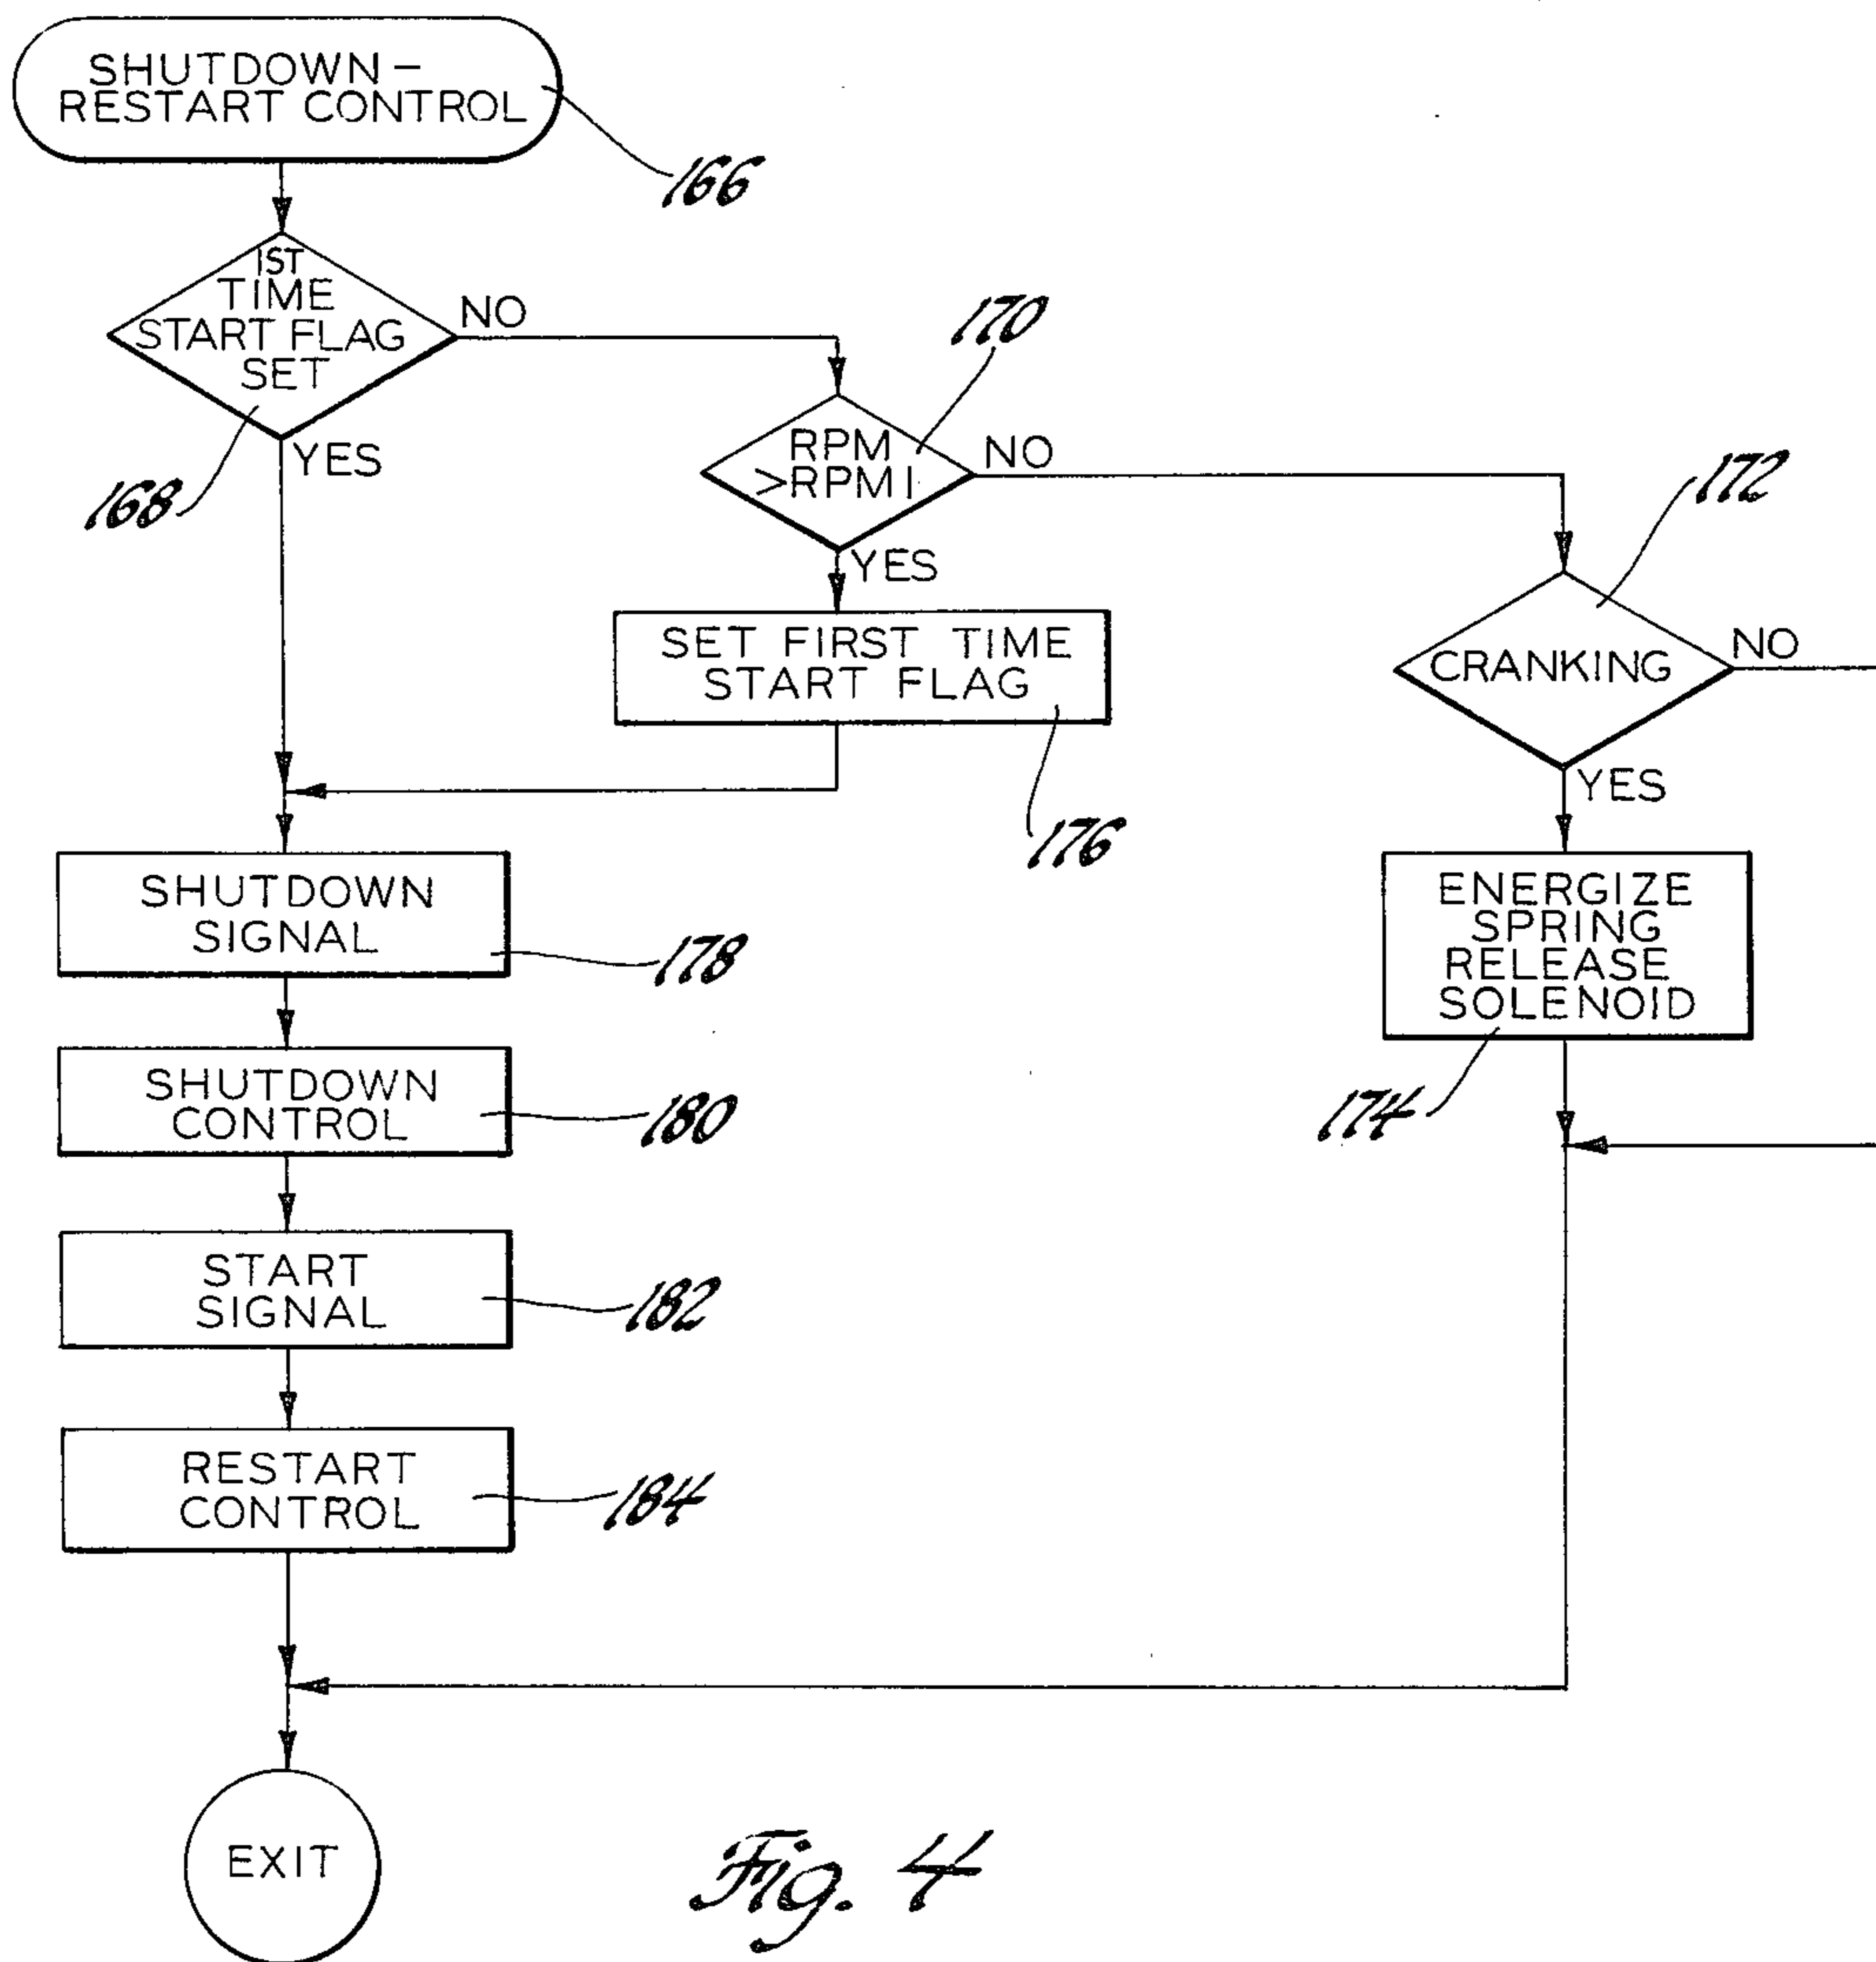 SHUTDOWN-
RESTART CONTROL
166
1ST
TIME
START FLAG
SET
NO
YES
168
170
RPM
>RPM1
NO
YES
172
SET FIRST TIME
START FLAG
176
CRANKING
NO
YES
SHUTDOWN
SIGNAL
178
ENERGIZE
SPRING
RELEASE
SOLENOID
174
SHUTDOWN
CONTROL
180
START
SIGNAL
182
RESTART
CONTROL
184
EXIT
Fig. 4